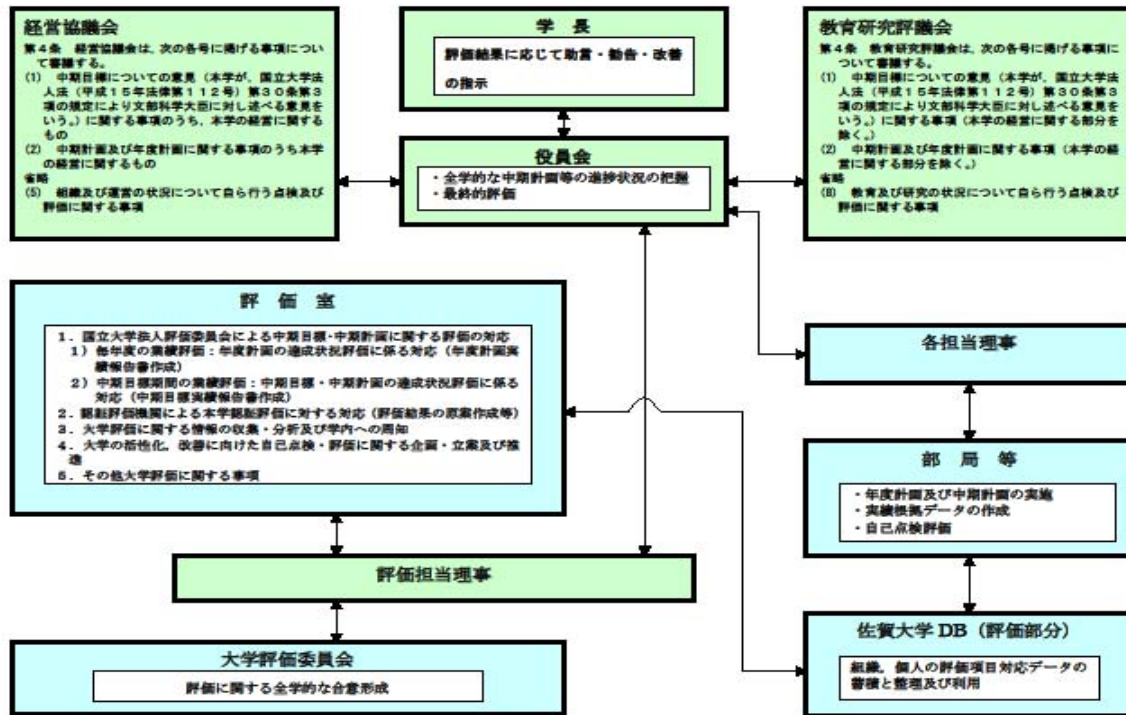 経営協議会
第4条 経営協議会は、次の各号に掲げる事項につい
て審議する。
(1) 中期目標についての意見（本学が、国立大学法
人法（平成15年法律第112号）第30条第3
項の規定により文部科学大臣に対し述べる意見を
いう。）に関する事項のうち、本学の経営に関する
もの
(2) 中期計画及び年度計画に関する事項のうち本学
の経営に関するもの
省略
(5) 組織及び運営の状況について自ら行う点検及び
評価に関する事項
学 長
評価結果に応じて助言・勧告・改善
の指示
役員会
・全学的な中期計画等の進捗状況の把握
・最終的評価
教育研究評議会
第4条 教育研究評議会は、次の各号に掲げる事項に
ついて審議する。
(1) 中期目標についての意見（本学が、国立大学法
人法（平成15年法律第112号）第30条第3
項の規定により文部科学大臣に対し述べる意見を
いう。）に関する事項（本学の経営に関する部分
を除く。）
(2) 中期計画及び年度計画に関する事項（本学の経
営に関する部分を除く。）
省略
(8) 教育及び研究の状況について自ら行う点検及び
評価に関する事項
評 価 室
1．国立大学法人評価委員会による中期目標・中期計画に関する評価の対応
1）毎年度の業績評価：年度計画の達成状況評価に係る対応（年度計画実
績報告書作成）
2）中期目標期間の業績評価：中期目標・中期計画の達成状況評価に係る
対応（中期目標実績報告書作成）
2．認証評価機関による本学認証評価に対する対応（評価結果の原案作成等）
3．大学評価に関する情報の収集・分析及び学内への周知
4．大学の活性化，改善に向けた自己点検・評価に関する企画・立案及び推
進
5．その他大学評価に関する事項
各担当理事
部 局 等
・年度計画及び中期計画の実施
・実績根拠データの作成
・自己点検評価
評価担当理事
大学評価委員会
評価に関する全学的な合意形成
佐賀大学 DB（評価部分）
組織，個人の評価項目対応データの
蓄積と整理及び利用